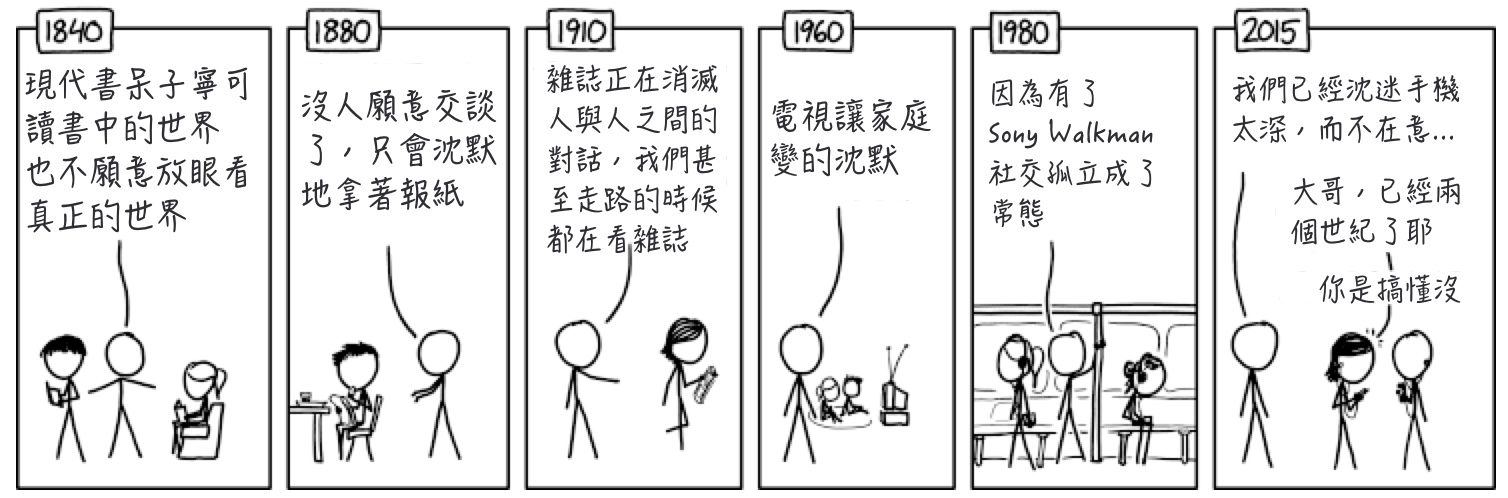 1840
現代書呆子寧可
讀書中的世界
也不願意放眼看
真正的世界
1880
沒人願意交談
了，只會沈默
地拿著報紙
1910
雜誌正在消滅
人與人之間的
對話，我們甚
至走路的時候
都在看雜誌
1960
電視讓家庭
變的沈默
1980
因為有了
Sony Walkman
社交孤立成了
常態
2015
我們已經沈迷手機
太深，而不在意...
大哥，已經兩
個世紀了耶
你是搞懂沒